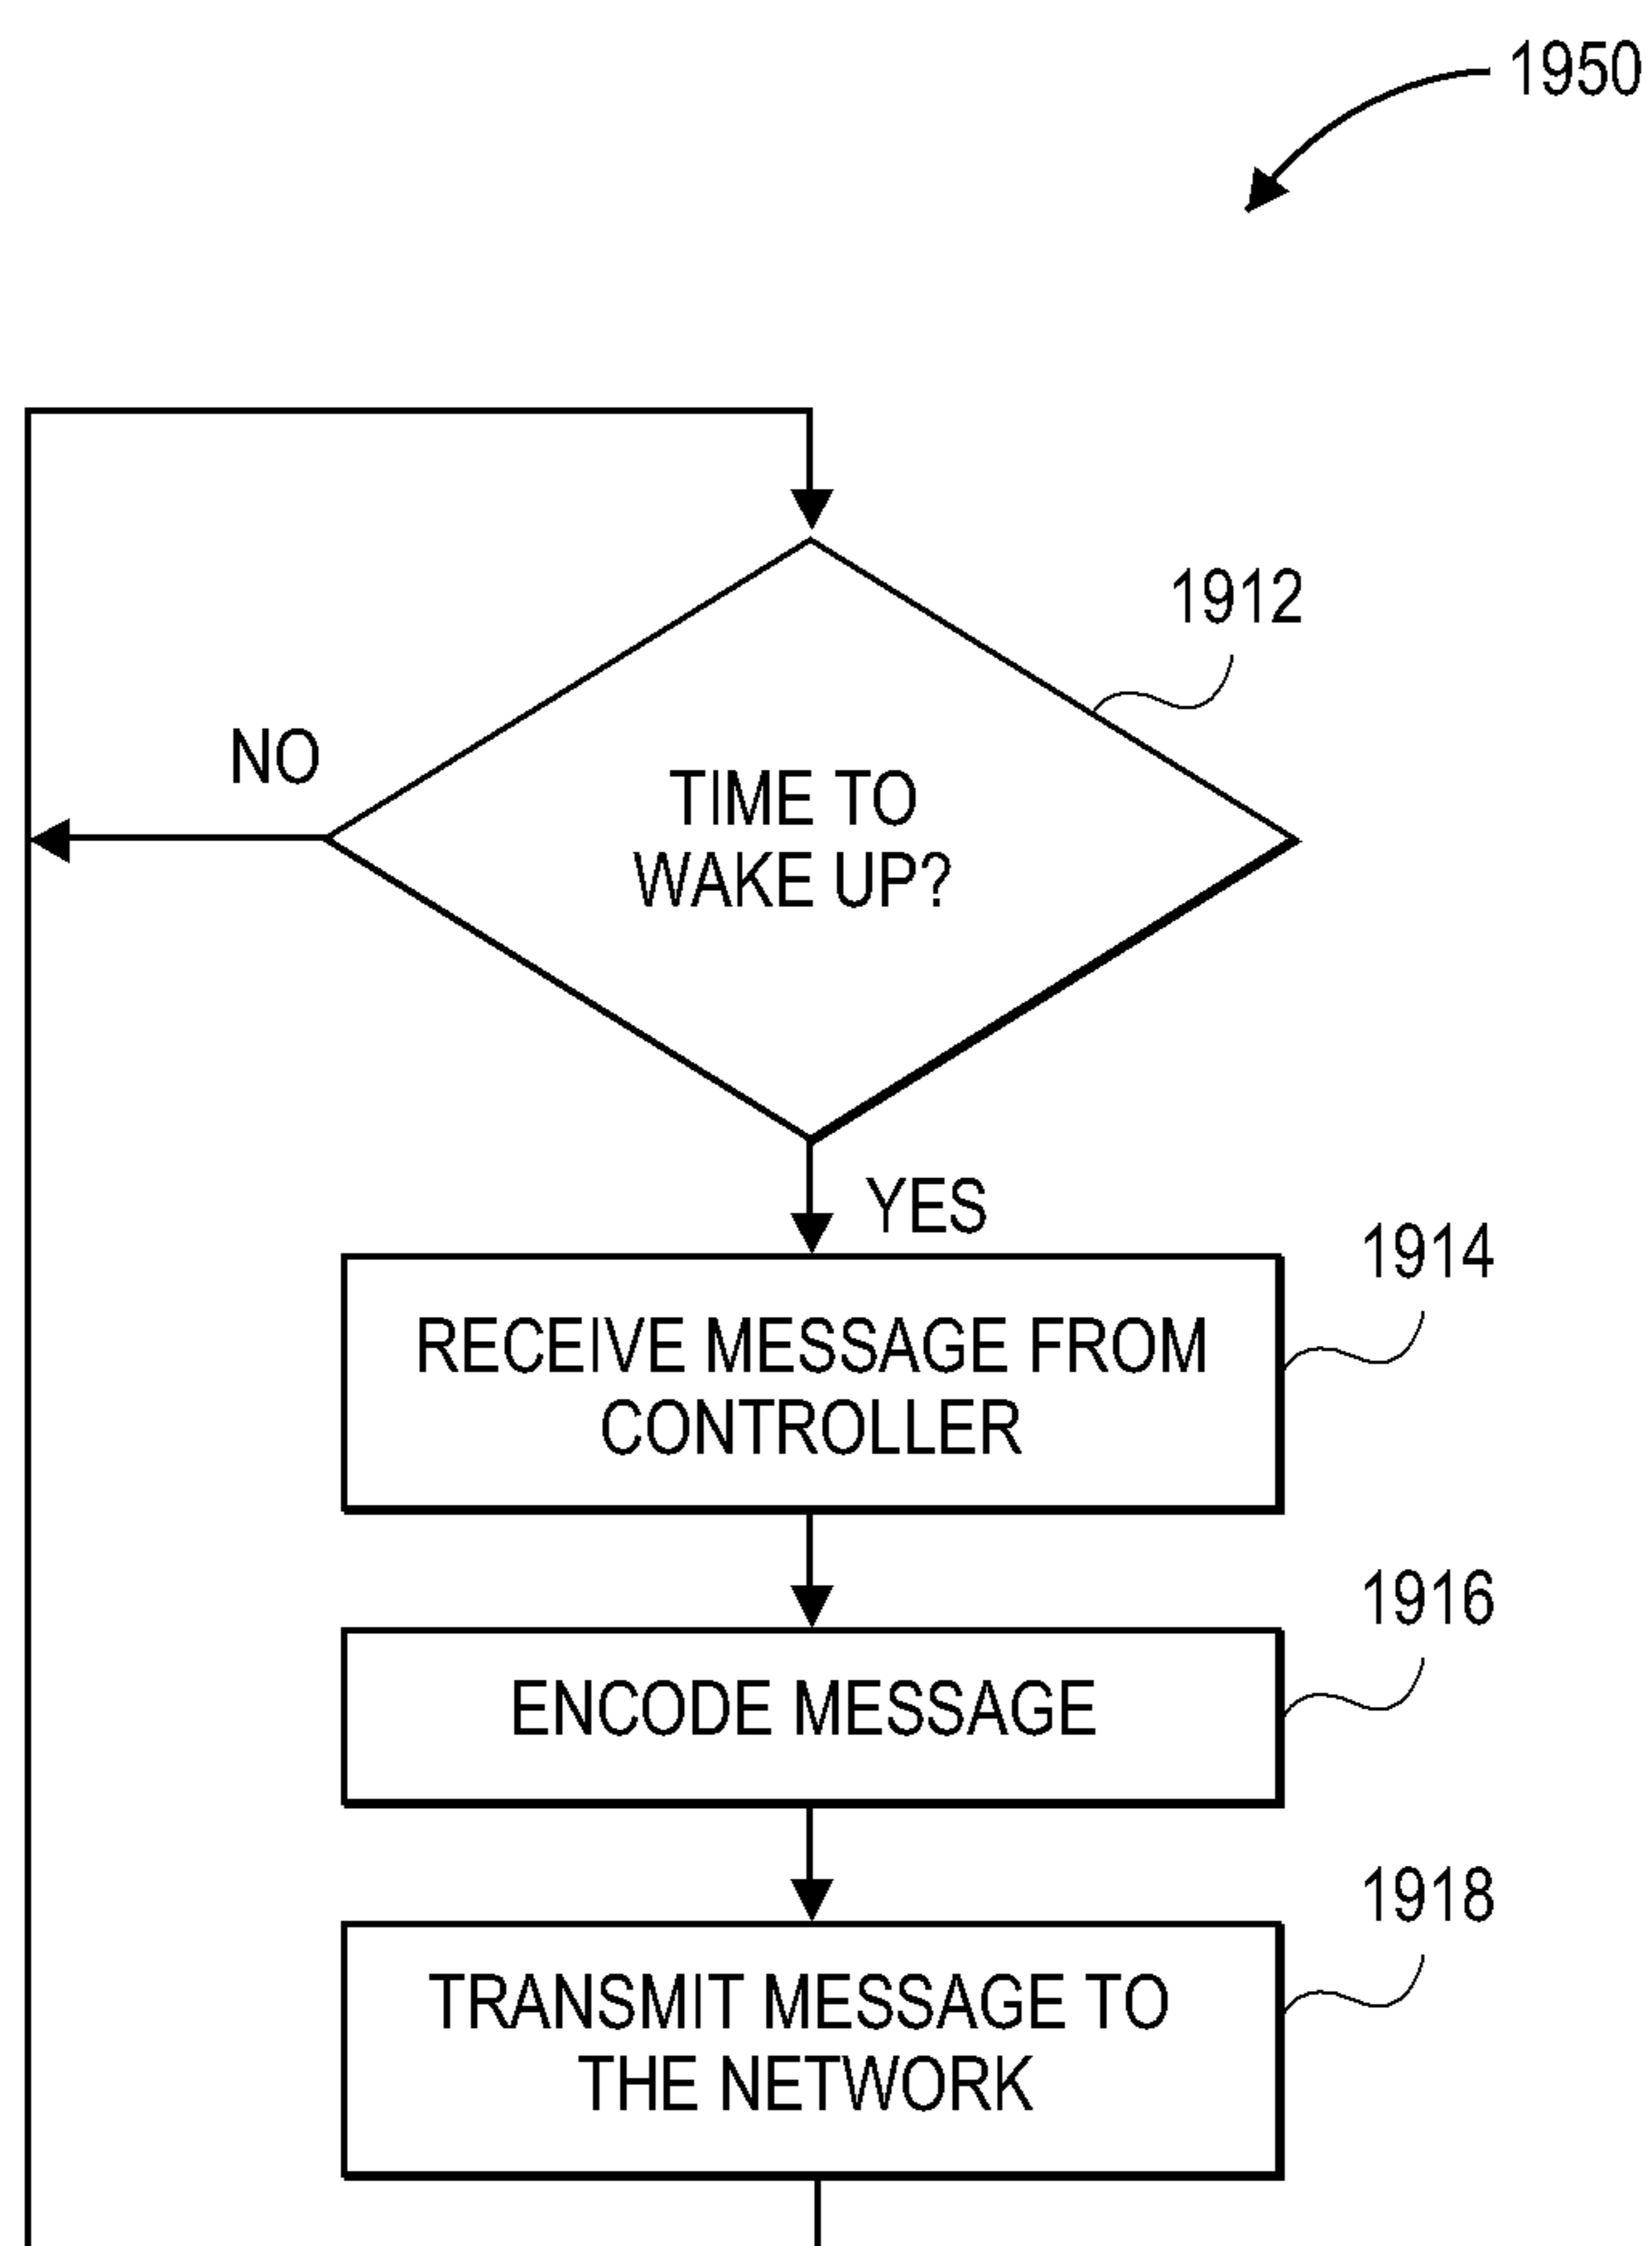 1950
1912
NO
TIME TO
WAKE UP?
YES
1914
RECEIVE MESSAGE FROM
CONTROLLER
1916
ENCODE MESSAGE
1918
TRANSMIT MESSAGE TO
THE NETWORK